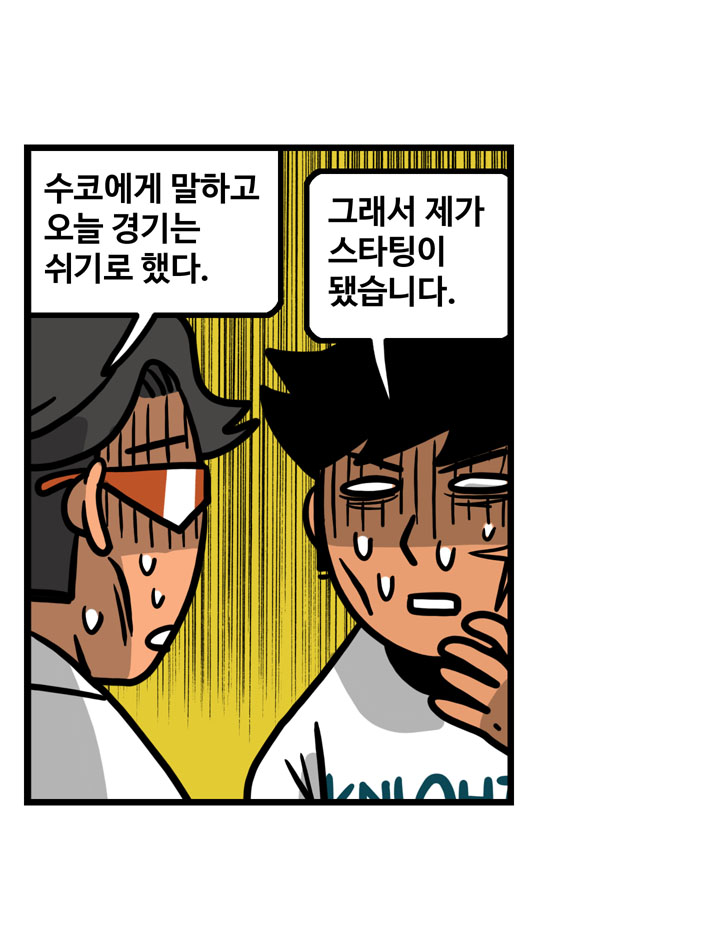 수코에게 말하고
오늘 경기는
쉬기로 했다.
그래서 제가
스타팅이
됐습니다.
KNIGHT